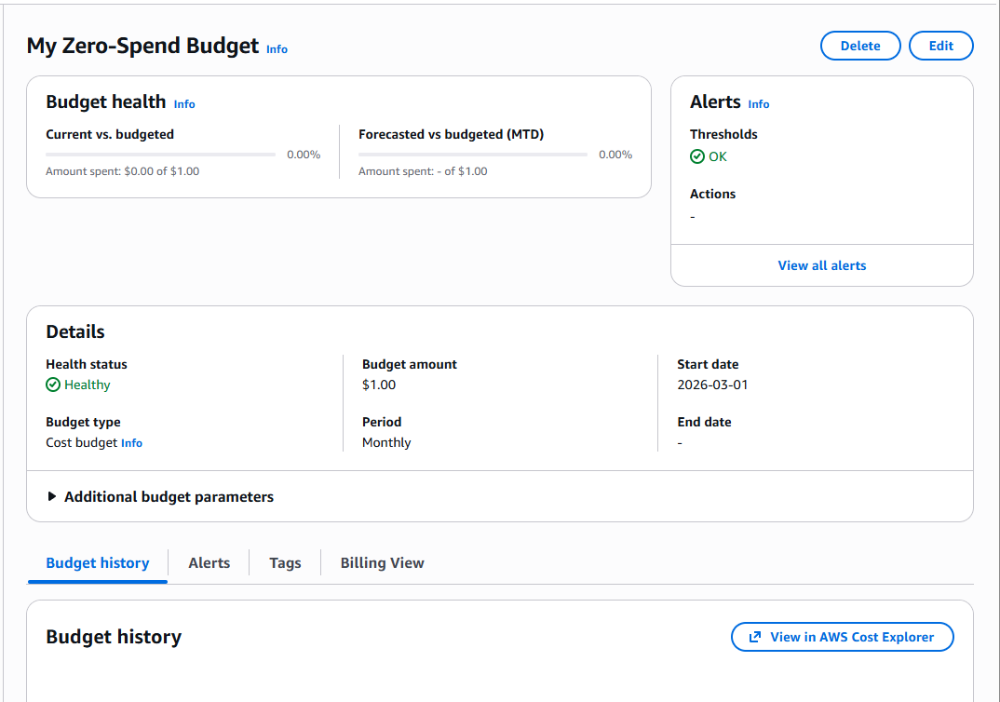 My Zero-Spend Budget Info
Delete
Edit
Budget health Info
Current vs. budgeted
0.00%
Amount spent: $0.00 of $1.00
Forecasted vs budgeted (MTD)
0.00%
Amount spent: - of $1.00
Alerts Info
Thresholds
OK
Actions
-
View all alerts
Details
Health status
Healthy
Budget type
Cost budget Info
Budget amount
$1.00
Period
Monthly
Start date
2026-03-01
End date
-
Additional budget parameters
Budget history
Alerts
Tags
Billing View
Budget history
View in AWS Cost Explorer